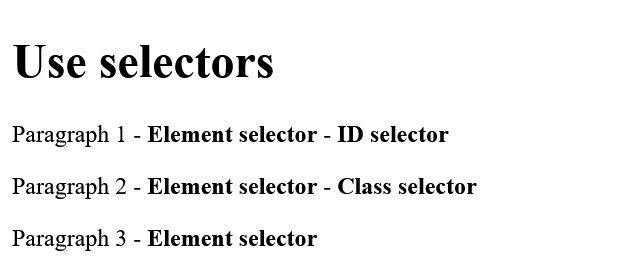 Use selectors
Paragraph 1 - Element selector - ID selector
Paragraph 2 - Element selector - Class selector
Paragraph 3 - Element selector